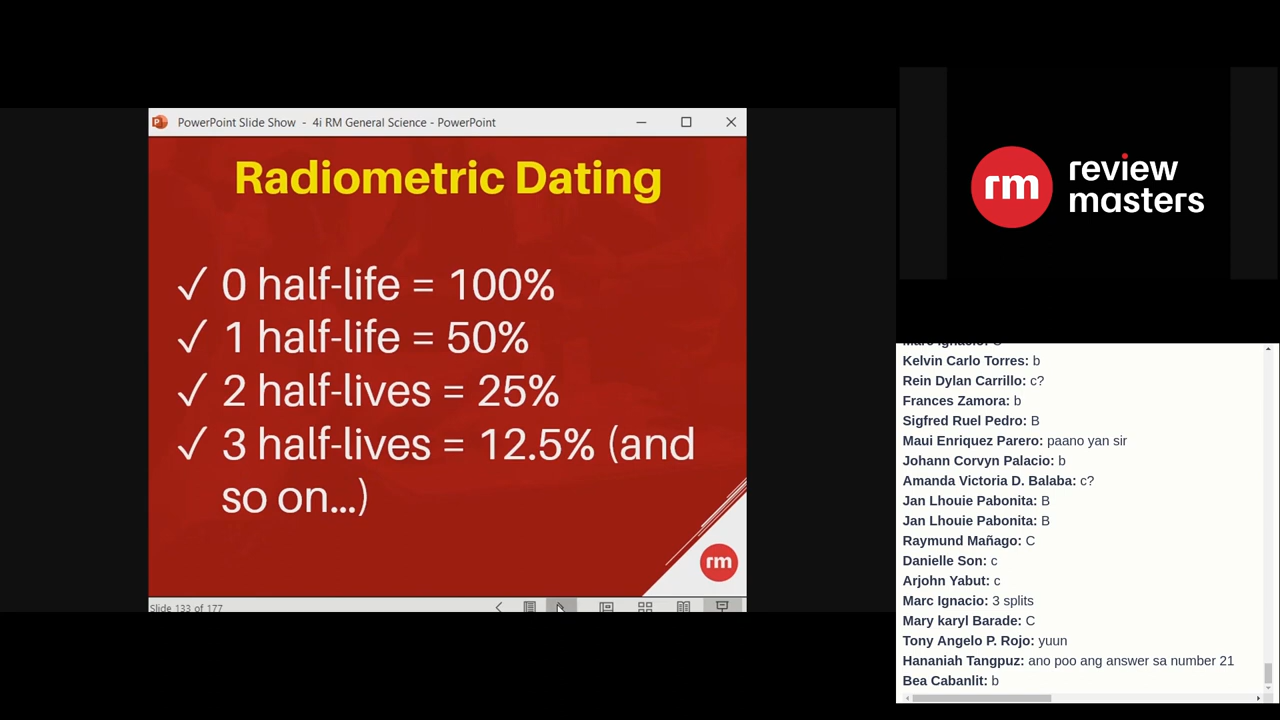 PowerPoint Slide Show - 4i RM General Science - PowerPoint
Radiometric Dating
✓ 0 half-life = 100%
✓ 1 half-life = 50%
✓ 2 half-lives = 25%
✓ 3 half-lives = 12.5% (and
so on...)
rm
Slide 133 of 177
rm review
masters
Marc Ignacio: C
Kelvin Carlo Torres: b
Rein Dylan Carrillo: c?
Frances Zamora: b
Sigfred Ruel Pedro: B
Maui Enriquez Parero: paano yan sir
Johann Corvyn Palacio: b
Amanda Victoria D. Balaba: c?
Jan Lhouie Pabonita: B
Jan Lhouie Pabonita: B
Raymund Mañago: C
Danielle Son: c
Arjohn Yabut: c
Marc Ignacio: 3 splits
Mary karyl Barade: C
Tony Angelo P. Rojo: yuun
Hananiah Tangpuz: ano poo ang answer sa number 21
Bea Cabanlit: b